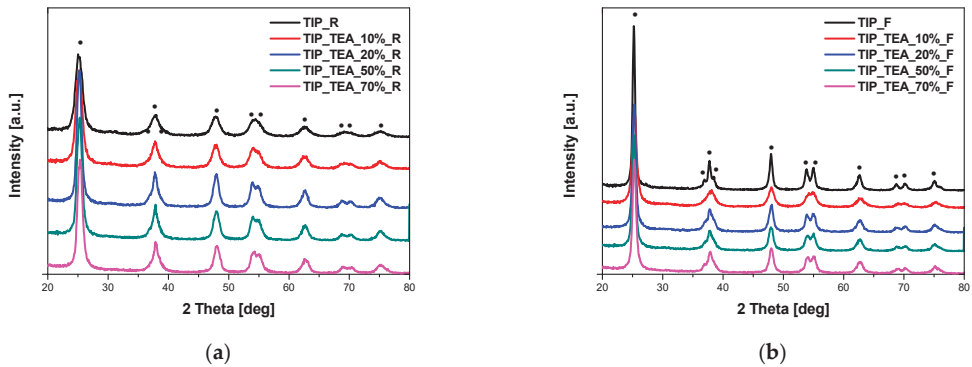 TIP_R
TIP_TEA_10%_R
TIP_TEA_20%_R
TIP_TEA_50%_R
TIP_TEA_70%_R
Intensity [a.u.]
20 30 40 50 60 70 80
2 Theta [deg]
(a)
TIP_F
TIP_TEA_10%_F
TIP_TEA_20%_F
TIP_TEA_50%_F
TIP_TEA_70%_F
Intensity [a.u.]
20 30 40 50 60 70 80
2 Theta [deg]
(b)